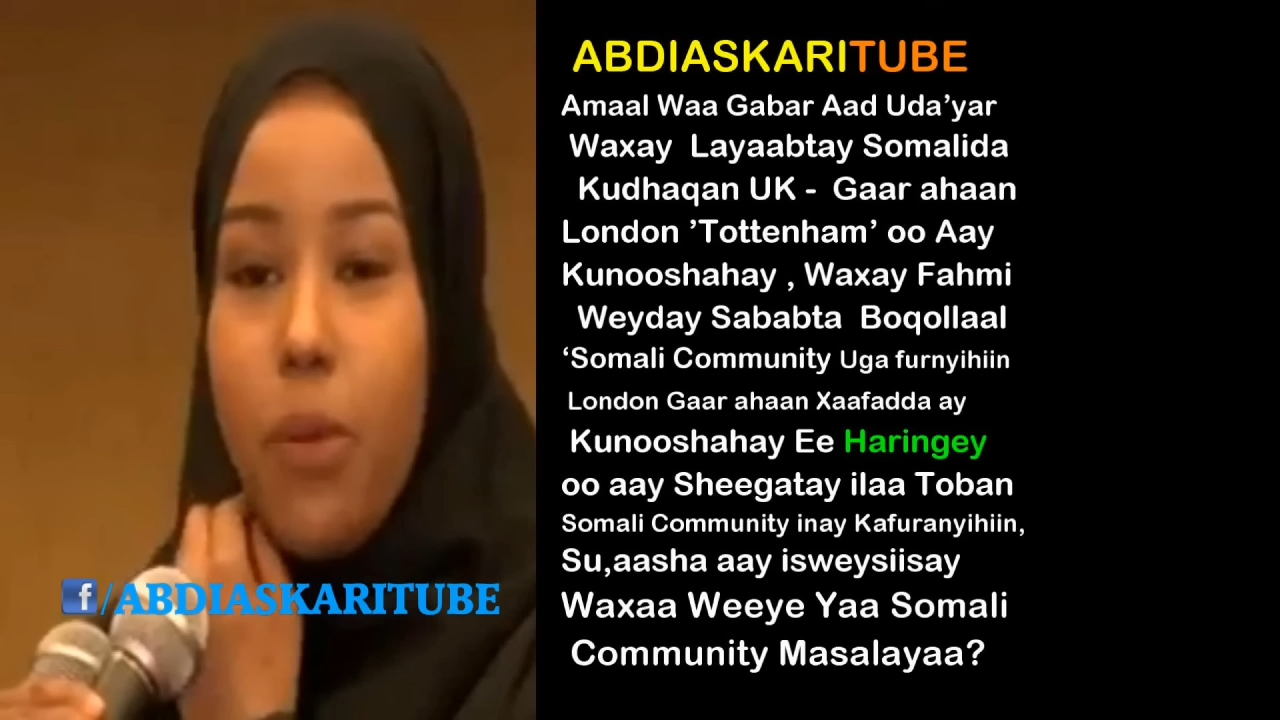 ABDIASKARITUBE
Amaal Waa Gabar Aad Uda’yar
Waxay Layaabtay Somalida
Kudhaqan UK - Gaar ahaan
London ’Tottenham’ oo Aay
Kunooshahay , Waxay Fahmi
Weyday Sababta Boqollaal
‘Somali Community Uga furnyihiin
London Gaar ahaan Xaafadda ay
Kunooshahay Ee Haringey
oo aay Sheegatay ilaa Toban
Somali Community inay Kafuranyihiin,
Su,aasha aay isweysiisay
Waxaa Weeye Yaa Somali
Community Masalayaa?
f/ABDIASKARITUBE